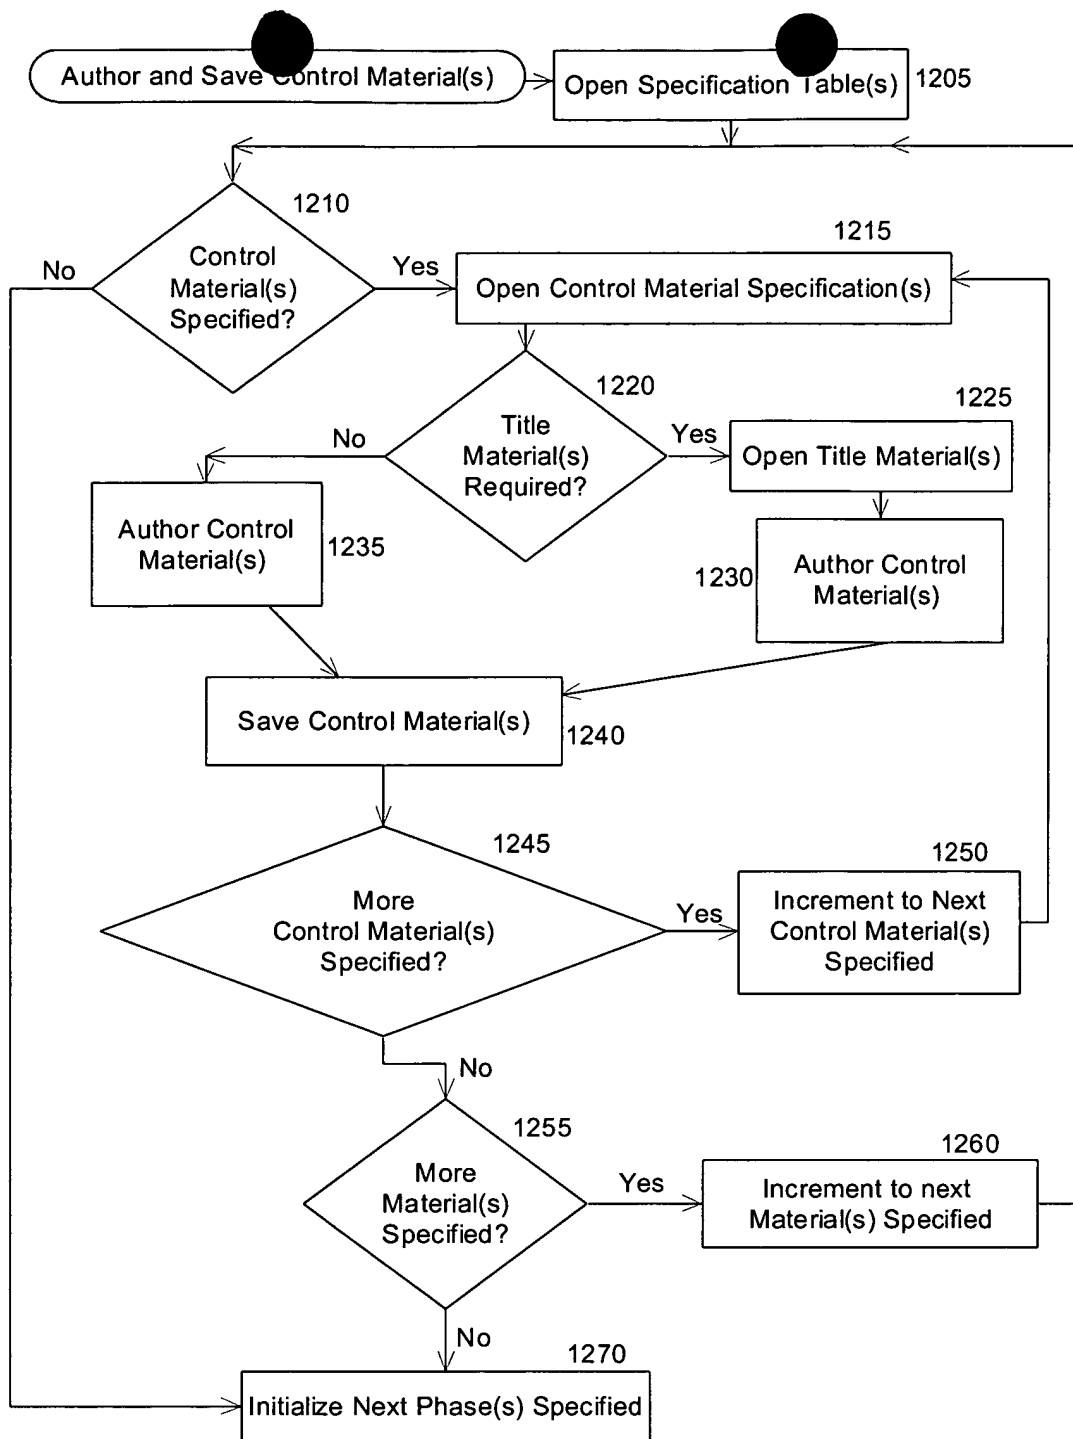 Author and Save Control Material(s)
Open Specification Table(s)
1205
1210
Control
Material(s)
Specified?
No
Yes
1215
Open Control Material Specification(s)
1220
Title
Material(s)
Required?
No
Yes
1225
Open Title Material(s)
Author Control
Material(s)
1235
1230
Author Control
Material(s)
Save Control Material(s)
1240
1245
More
Control Material(s)
Specified?
Yes
1250
Increment to Next
Control Material(s)
Specified
No
1255
More
Material(s)
Specified?
Yes
1260
Increment to next
Material(s) Specified
No
1270
Initialize Next Phase(s) Specified